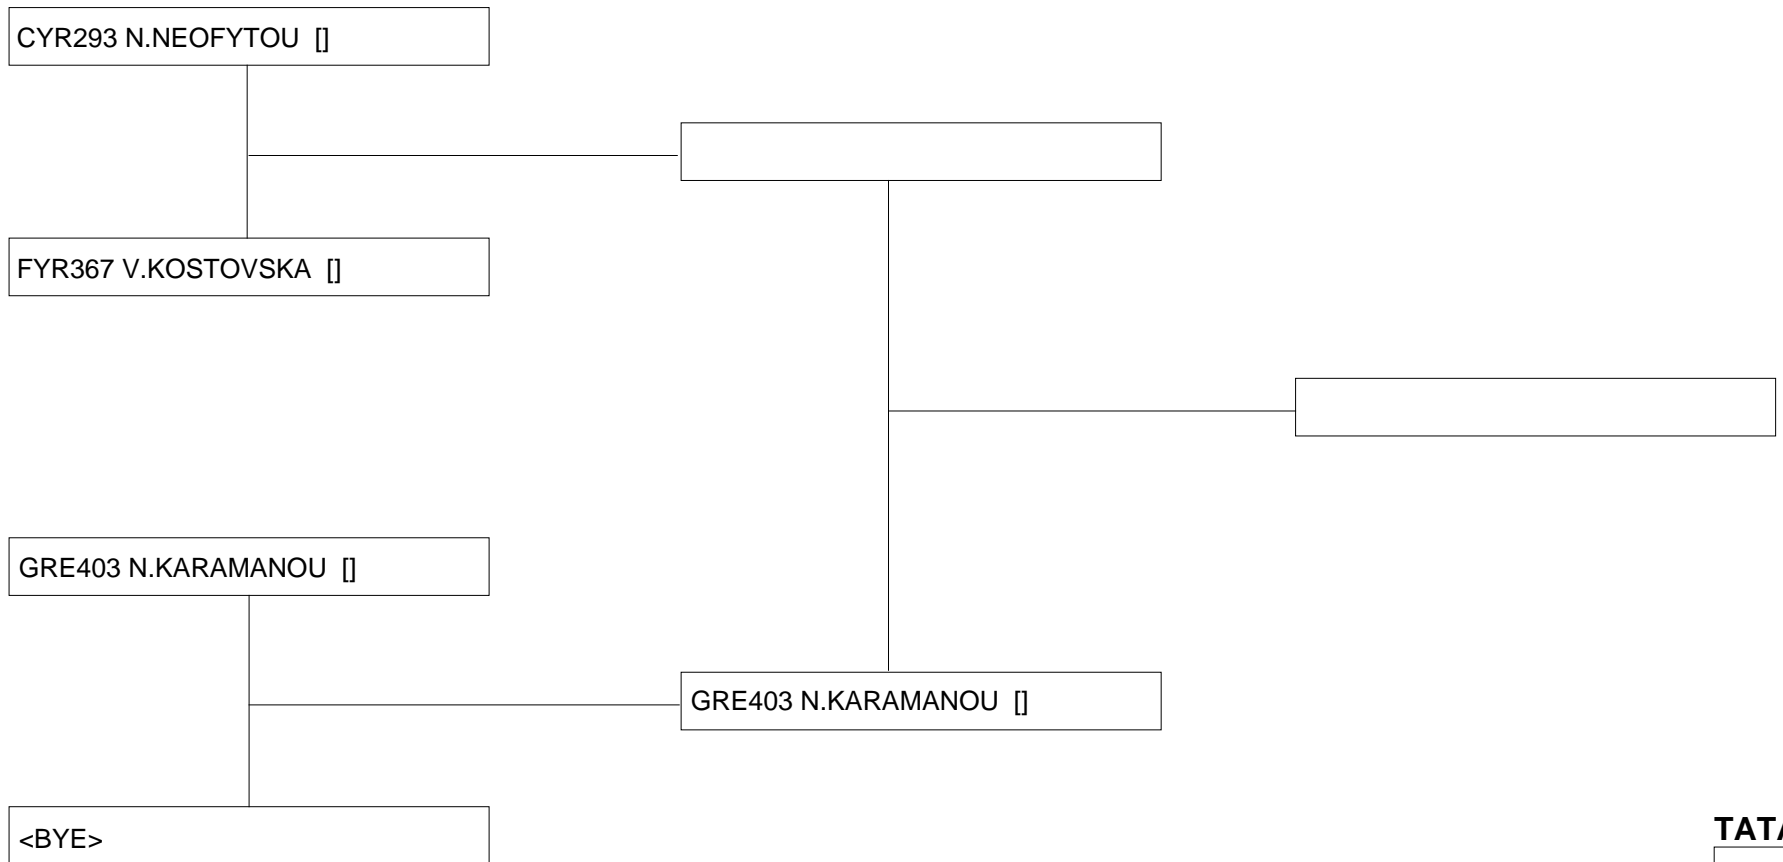 CYR293 N.NEOFYTOU []
FYR367 V.KOSTOVSKA []
GRE403 N.KARAMANOU []
GRE403 N.KARAMANOU []
<BYE>